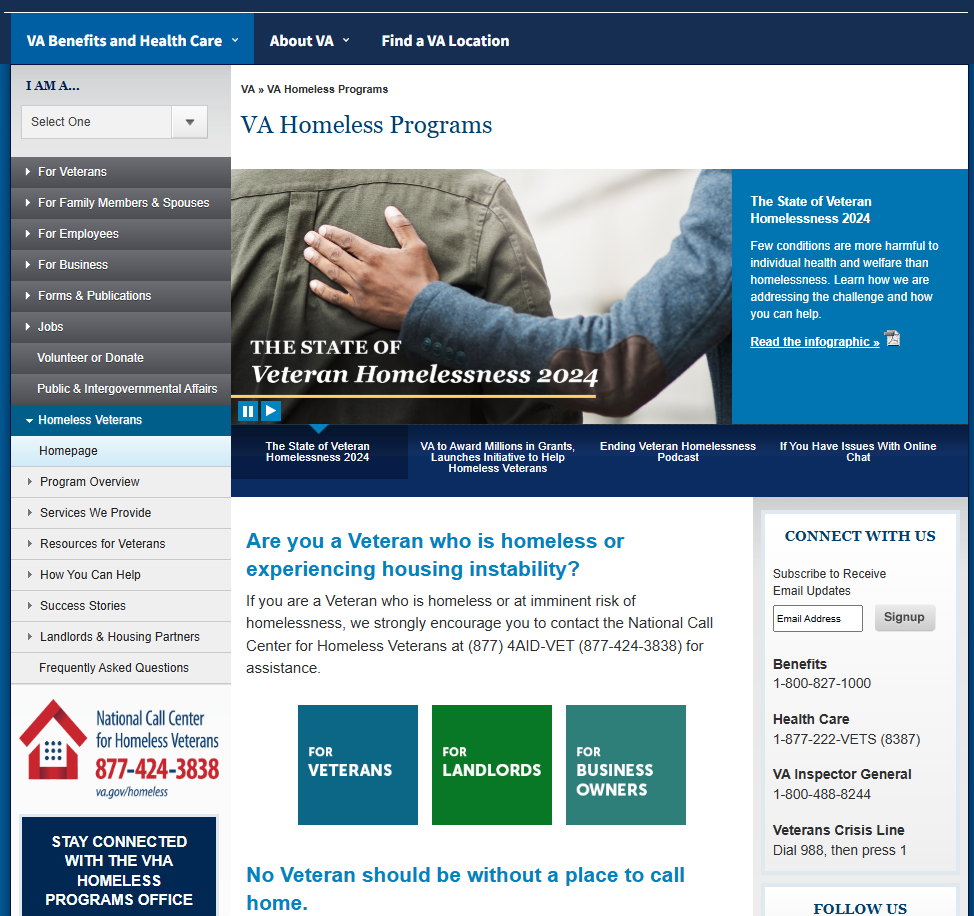 VA Benefits and Health Care
About VA
Find a VA Location
I AM A...
Select One
For Veterans
For Family Members & Spouses
For Employees
For Business
Forms & Publications
Jobs
Volunteer or Donate
Public & Intergovernmental Affairs
Homeless Veterans
Homepage
Program Overview
Services We Provide
Resources for Veterans
How You Can Help
Success Stories
Landlords & Housing Partners
Frequently Asked Questions
National Call Center
for Homeless Veterans
877-424-3838
va.gov/homeless
STAY CONNECTED
WITH THE VHA
HOMELESS
PROGRAMS OFFICE
VA » VA Homeless Programs
VA Homeless Programs
THE STATE OF
Veteran Homelessness 2024
The State of Veteran
Homelessness 2024
Few conditions are more harmful to
individual health and welfare than
homelessness. Learn how we are
addressing the challenge and how
you can help.
Read the infographic »
The State of Veteran
Homelessness 2024
VA to Award Millions in Grants,
Launches Initiative to Help
Homeless Veterans
Ending Veteran Homelessness
Podcast
If You Have Issues With Online
Chat
Are you a Veteran who is homeless or
experiencing housing instability?
If you are a Veteran who is homeless or at imminent risk of
homelessness, we strongly encourage you to contact the National Call
Center for Homeless Veterans at (877) 4AID-VET (877-424-3838) for
assistance.
FOR
VETERANS
FOR
LANDLORDS
FOR
BUSINESS
OWNERS
No Veteran should be without a place to call
home.
CONNECT WITH US
Subscribe to Receive
Email Updates
Email Address
Signup
Benefits
1-800-827-1000
Health Care
1-877-222-VETS (8387)
VA Inspector General
1-800-488-8244
Veterans Crisis Line
Dial 988, then press 1
FOLLOW US